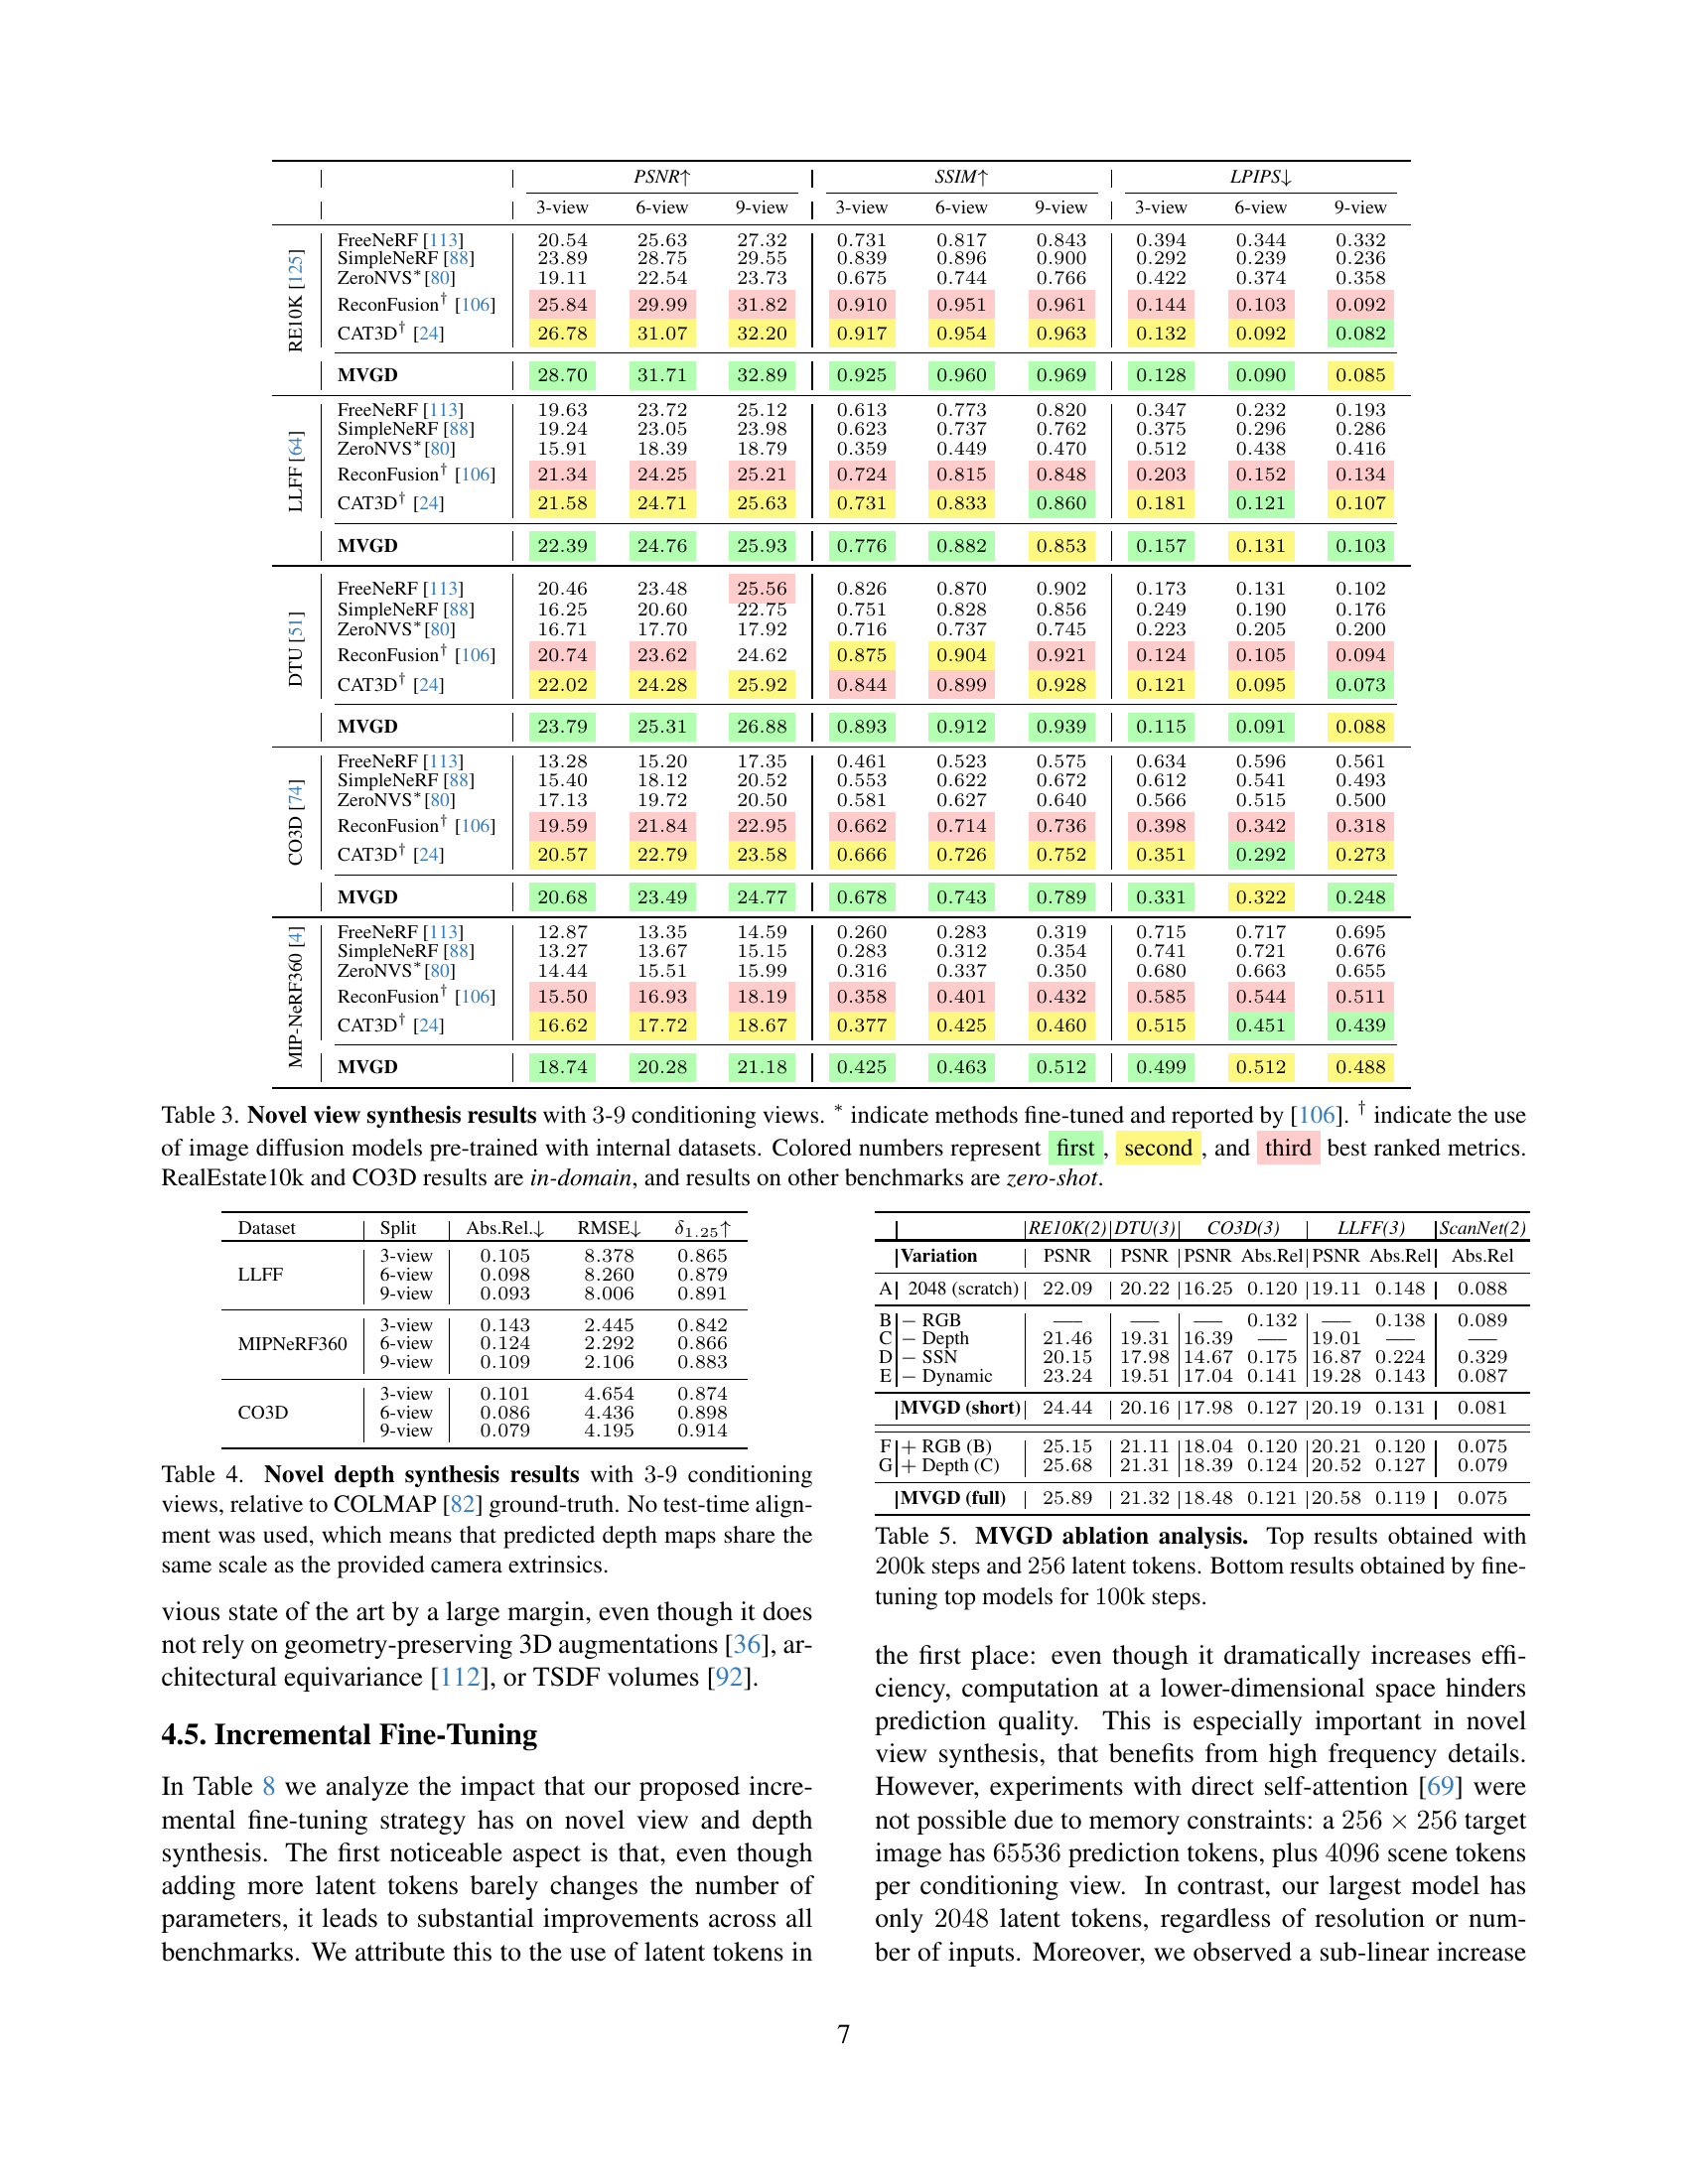 PSNR↑ SSIM↑ LPIPS↓
3-view 6-view 9-view 3-view 6-view 9-view 3-view 6-view 9-view
RE10K [125]
FreeNeRF [113] 20.54 25.63 27.32 0.731 0.817 0.843 0.394 0.344 0.332
SimpleNeRF [88] 23.89 28.75 29.55 0.839 0.896 0.900 0.292 0.239 0.236
ZeroNVS* [80] 19.11 22.54 23.73 0.675 0.744 0.766 0.422 0.374 0.358
ReconFusion† [106] 25.84 29.99 31.82 0.910 0.951 0.961 0.144 0.103 0.092
CAT3D† [24] 26.78 31.07 32.20 0.917 0.954 0.963 0.132 0.092 0.082
MVGD 28.70 31.71 32.89 0.925 0.960 0.969 0.128 0.090 0.085
LLFF [64]
FreeNeRF [113] 19.63 23.72 25.12 0.613 0.773 0.820 0.347 0.232 0.193
SimpleNeRF [88] 19.24 23.05 23.98 0.623 0.737 0.762 0.375 0.296 0.286
ZeroNVS* [80] 15.91 18.39 18.79 0.359 0.449 0.470 0.512 0.438 0.416
ReconFusion† [106] 21.34 24.25 25.21 0.724 0.815 0.848 0.203 0.152 0.134
CAT3D† [24] 21.58 24.71 25.63 0.731 0.833 0.860 0.181 0.121 0.107
MVGD 22.39 24.76 25.93 0.776 0.882 0.853 0.157 0.131 0.103
DTU [51]
FreeNeRF [113] 20.46 23.48 25.56 0.826 0.870 0.902 0.173 0.131 0.102
SimpleNeRF [88] 16.25 20.60 22.75 0.751 0.828 0.856 0.249 0.190 0.176
ZeroNVS* [80] 16.71 17.70 17.92 0.716 0.737 0.745 0.223 0.205 0.200
ReconFusion† [106] 20.74 23.62 24.62 0.875 0.904 0.921 0.124 0.105 0.094
CAT3D† [24] 22.02 24.28 25.92 0.844 0.899 0.928 0.121 0.095 0.073
MVGD 23.79 25.31 26.88 0.893 0.912 0.939 0.115 0.091 0.088
CO3D [74]
FreeNeRF [113] 13.28 15.20 17.35 0.461 0.523 0.575 0.634 0.596 0.561
SimpleNeRF [88] 15.40 18.12 20.52 0.553 0.622 0.672 0.612 0.541 0.493
ZeroNVS* [80] 17.13 19.72 20.50 0.581 0.627 0.640 0.566 0.515 0.500
ReconFusion† [106] 19.59 21.84 22.95 0.662 0.714 0.736 0.398 0.342 0.318
CAT3D† [24] 20.57 22.79 23.58 0.666 0.726 0.752 0.351 0.292 0.273
MVGD 20.68 23.49 24.77 0.678 0.743 0.789 0.331 0.322 0.248
MIP-NeRF360 [4]
FreeNeRF [113] 12.87 13.35 14.59 0.260 0.283 0.319 0.715 0.717 0.695
SimpleNeRF [88] 13.27 13.67 15.15 0.283 0.312 0.354 0.741 0.721 0.676
ZeroNVS* [80] 14.44 15.51 15.99 0.316 0.337 0.350 0.680 0.663 0.655
ReconFusion† [106] 15.50 16.93 18.19 0.358 0.401 0.432 0.585 0.544 0.511
CAT3D† [24] 16.62 17.72 18.67 0.377 0.425 0.460 0.515 0.451 0.439
MVGD 18.74 20.28 21.18 0.425 0.463 0.512 0.499 0.512 0.488
Table 3. Novel view synthesis results with 3-9 conditioning views. * indicate methods fine-tuned and reported by [106]. † indicate the use
of image diffusion models pre-trained with internal datasets. Colored numbers represent first, second, and third best ranked metrics.
RealEstate10k and CO3D results are in-domain, and results on other benchmarks are zero-shot.
Dataset Split Abs.Rel.↓ RMSE↓ δ1.25↑
LLFF
3-view 0.105 8.378 0.865
6-view 0.098 8.260 0.879
9-view 0.093 8.006 0.891
MIPNeRF360
3-view 0.143 2.445 0.842
6-view 0.124 2.292 0.866
9-view 0.109 2.106 0.883
CO3D
3-view 0.101 4.654 0.874
6-view 0.086 4.436 0.898
9-view 0.079 4.195 0.914
Table 4. Novel depth synthesis results with 3-9 conditioning
views, relative to COLMAP [82] ground-truth. No test-time align-
ment was used, which means that predicted depth maps share the
same scale as the provided camera extrinsics.
vious state of the art by a large margin, even though it does
not rely on geometry-preserving 3D augmentations [36], ar-
chitectural equivariance [112], or TSDF volumes [92].
4.5. Incremental Fine-Tuning
In Table 8 we analyze the impact that our proposed incre-
mental fine-tuning strategy has on novel view and depth
synthesis. The first noticeable aspect is that, even though
adding more latent tokens barely changes the number of
parameters, it leads to substantial improvements across all
benchmarks. We attribute this to the use of latent tokens in
RE10K(2) DTU(3) CO3D(3) LLFF(3) ScanNet(2)
Variation PSNR PSNR PSNR Abs.Rel PSNR Abs.Rel Abs.Rel
A 2048 (scratch) 22.09 20.22 16.25 0.120 19.11 0.148 0.088
B − RGB — — — 0.132 — 0.138 0.089
C − Depth 21.46 19.31 16.39 — 19.01 — —
D − SSN 20.15 17.98 14.67 0.175 16.87 0.224 0.329
E − Dynamic 23.24 19.51 17.04 0.141 19.28 0.143 0.087
MVGD (short) 24.44 20.16 17.98 0.127 20.19 0.131 0.081
F + RGB (B) 25.15 21.11 18.04 0.120 20.21 0.120 0.075
G + Depth (C) 25.68 21.31 18.39 0.124 20.52 0.127 0.079
MVGD (full) 25.89 21.32 18.48 0.121 20.58 0.119 0.075
Table 5. MVGD ablation analysis. Top results obtained with
200k steps and 256 latent tokens. Bottom results obtained by fine-
tuning top models for 100k steps.
the first place: even though it dramatically increases effi-
ciency, computation at a lower-dimensional space hinders
prediction quality. This is especially important in novel
view synthesis, that benefits from high frequency details.
However, experiments with direct self-attention [69] were
not possible due to memory constraints: a 256 × 256 target
image has 65536 prediction tokens, plus 4096 scene tokens
per conditioning view. In contrast, our largest model has
only 2048 latent tokens, regardless of resolution or num-
ber of inputs. Moreover, we observed a sub-linear increase
7